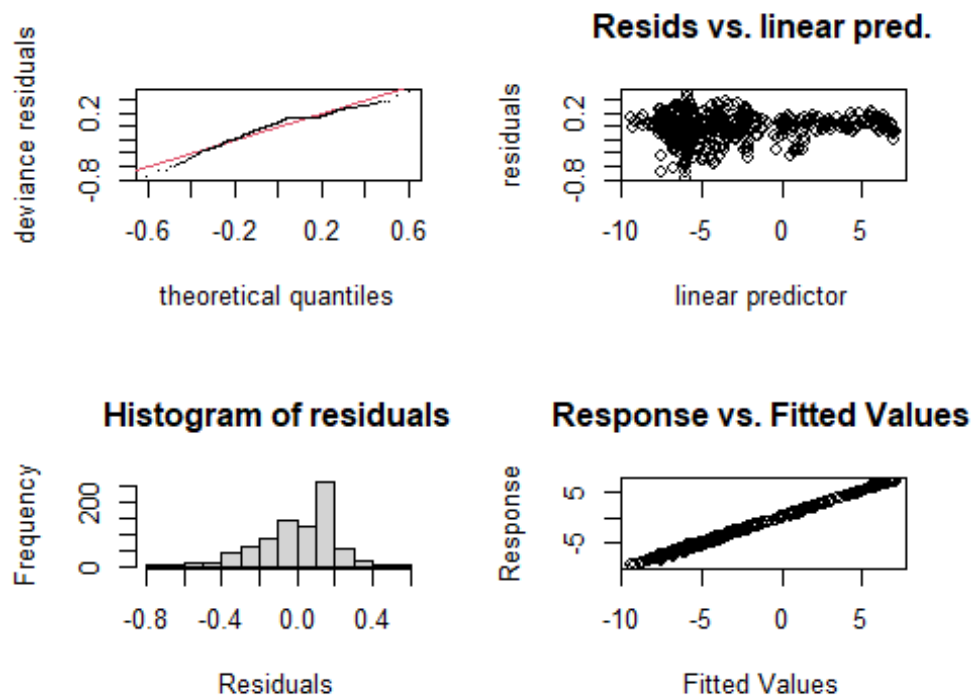 deviance residuals
0.2
-0.8
-0.6
-0.2
0.2
0.6
theoretical quantiles
Resids vs. linear pred.
residuals
0.2
-0.8
-10
-5
0
5
linear predictor
Histogram of residuals
Frequency
200
0
-0.8
-0.4
0.0
0.4
Residuals
Response vs. Fitted Values
Response
5
-5
-10
-5
0
5
Fitted Values